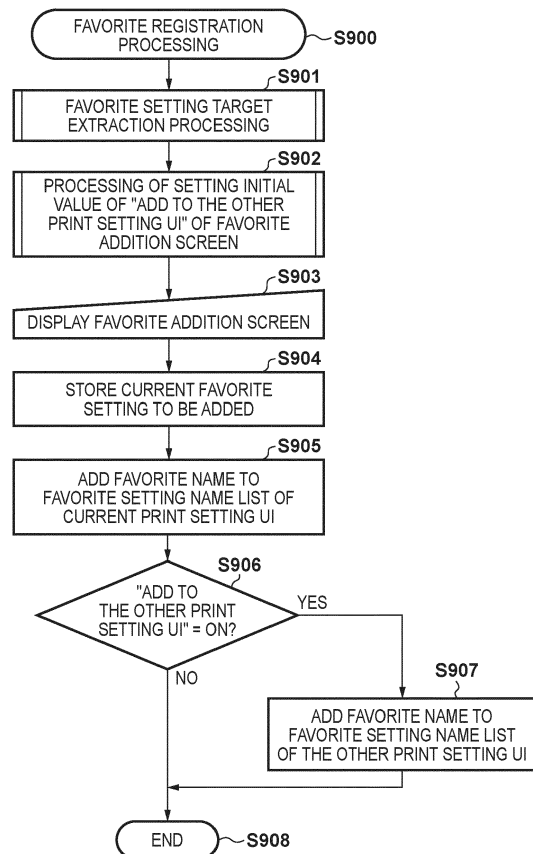 FAVORITE REGISTRATION
PROCESSING
S900
S901
FAVORITE SETTING TARGET
EXTRACTION PROCESSING
S902
PROCESSING OF SETTING INITIAL
VALUE OF "ADD TO THE OTHER
PRINT SETTING UI" OF FAVORITE
ADDITION SCREEN
S903
DISPLAY FAVORITE ADDITION SCREEN
S904
STORE CURRENT FAVORITE
SETTING TO BE ADDED
S905
ADD FAVORITE NAME TO
FAVORITE SETTING NAME LIST OF
CURRENT PRINT SETTING UI
S906
"ADD TO
THE OTHER PRINT
SETTING UI" = ON?
YES
NO
S907
ADD FAVORITE NAME TO
FAVORITE SETTING NAME LIST
OF THE OTHER PRINT SETTING UI
END
S908